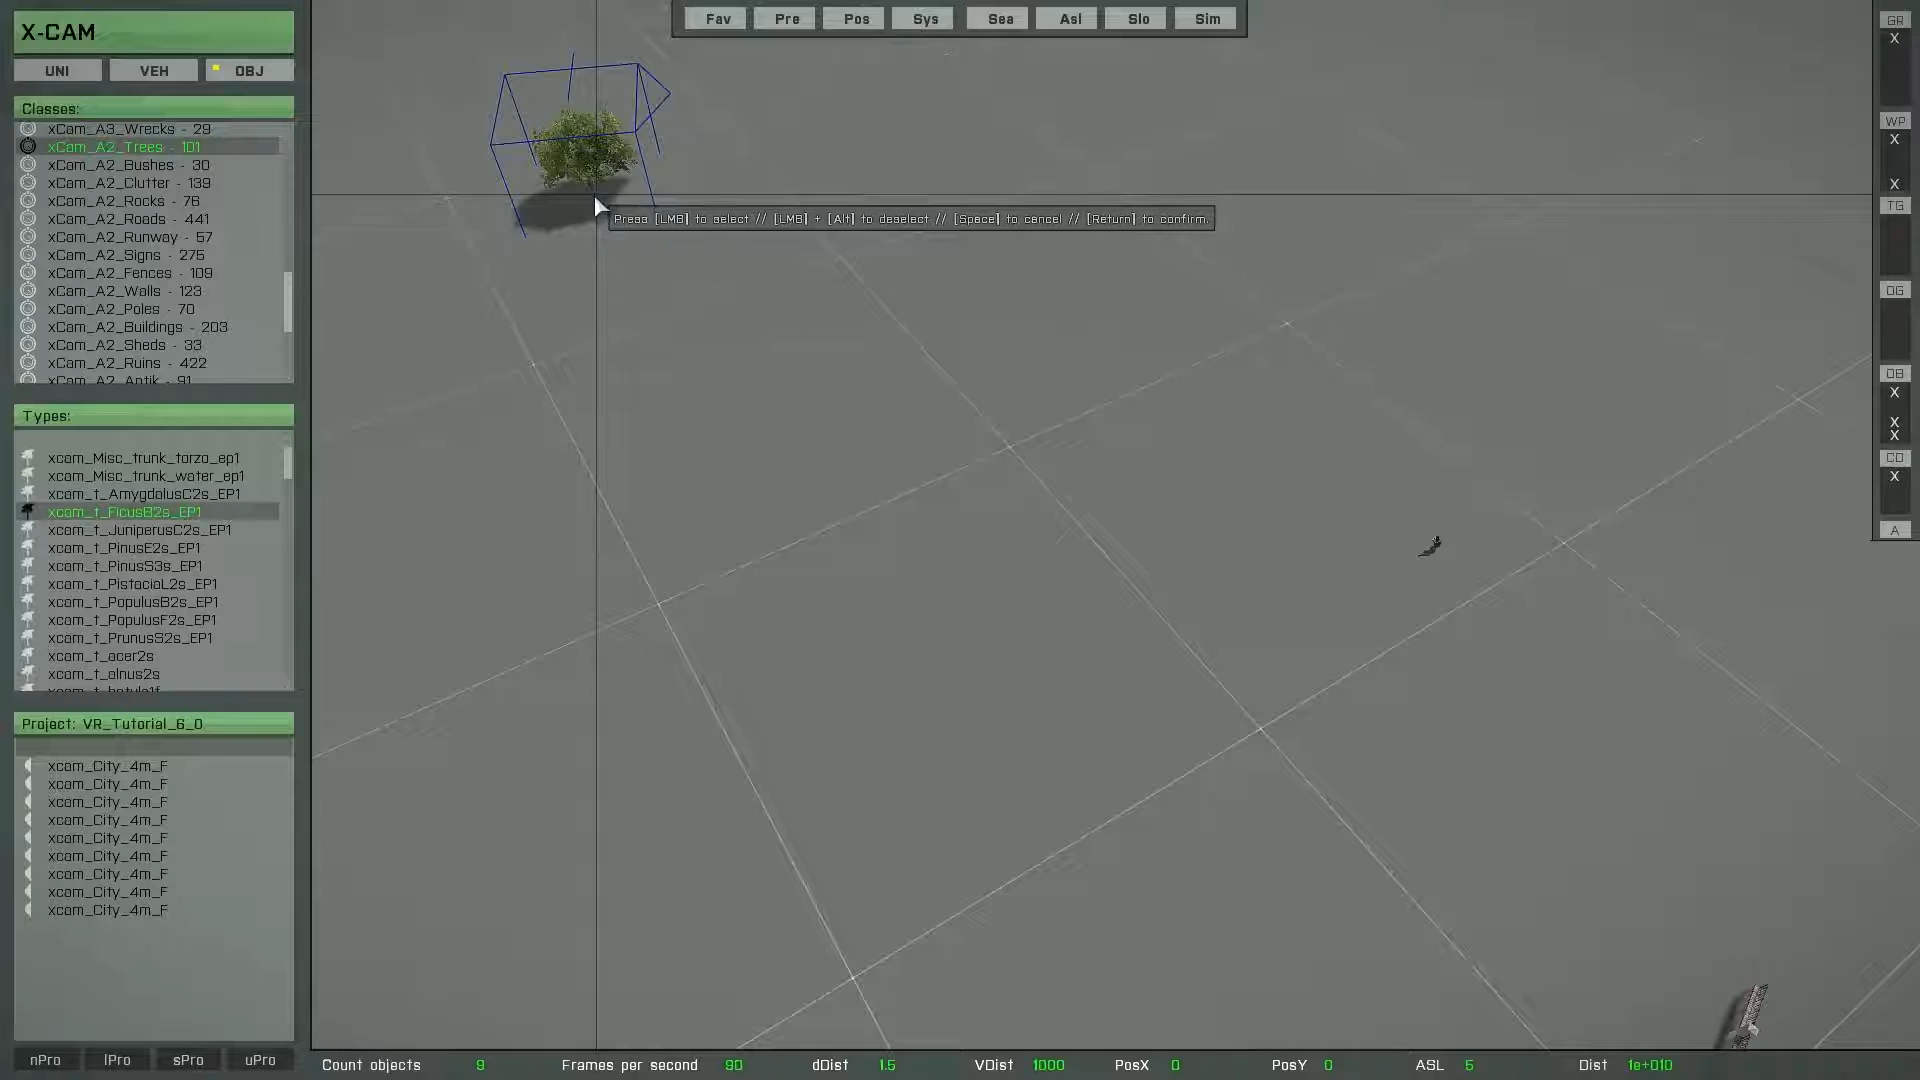 X-CAM
UNI VEH OBJ
Classes:
xCam_A3_Wrecks - 29
xCam_A2_Trees - 101
xCam_A2_Bushes - 30
xCam_A2_Clutter - 139
xCam_A2_Rocks - 76
xCam_A2_Roads - 441
xCam_A2_Runway - 57
xCam_A2_Signs - 275
xCam_A2_Fences - 109
xCam_A2_Walls - 123
xCam_A2_Poles - 70
xCam_A2_Buildings - 203
xCam_A2_Sheds - 33
xCam_A2_Ruins - 422
xCam_A2_Antik - 91
Types:
xcam_Misc_trunk_torzo_ep1
xcam_Misc_trunk_water_ep1
xcam_t_AmygdalusC2s_EP1
xcam_t_FicusB2s_EP1
xcam_t_JuniperusC2s_EP1
xcam_t_PinusE2s_EP1
xcam_t_PinusS3s_EP1
xcam_t_PistaciaL2s_EP1
xcam_t_PopulusB2s_EP1
xcam_t_PopulusF2s_EP1
xcam_t_PrunusS2s_EP1
xcam_t_acer2s
xcam_t_alnus2s
xcam_t_betula1f
Project: VR_Tutorial_6_0
xcam_City_4m_F
xcam_City_4m_F
xcam_City_4m_F
xcam_City_4m_F
xcam_City_4m_F
xcam_City_4m_F
xcam_City_4m_F
xcam_City_4m_F
xcam_City_4m_F
nPro lPro sPro uPro
Fav Pre Pos Sys Sea Asl Slo Sim
Press [LMB] to select // [LMB] + [Alt] to deselect // [Space] to cancel // [Return] to confirm.
GR
X
WP
X
X
TG
OG
OB
X
X
X
CO
X
A
Count objects 9 Frames per second 90 dDist 1.5 VDist 1000 PosX 0 PosY 0 ASL 5 Dist 1e+010